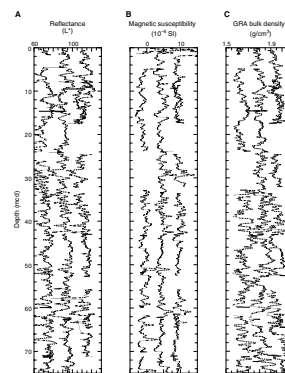 A
Reflectance
(L*)
60
100
B
Magnetic susceptibility
(10⁻⁶ SI)
0
10
C
GRA bulk density
(g/cm³)
1.5
1.9
Depth (mcd)
0
10
20
30
40
50
60
70